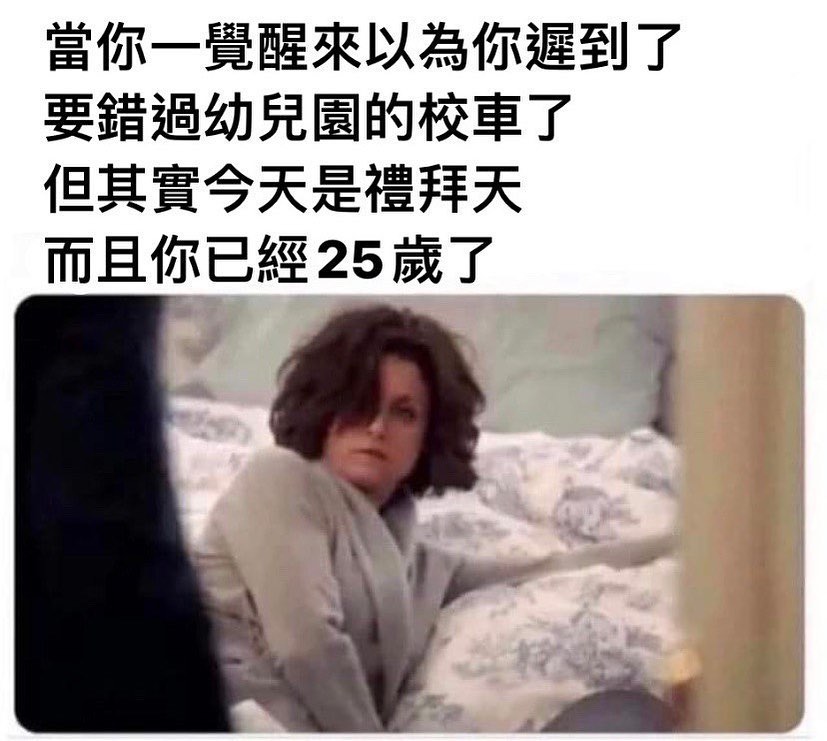 當你一覺醒來以為你遲到了
要錯過幼兒園的校車了
但其實今天是禮拜天
而且你已經25歲了